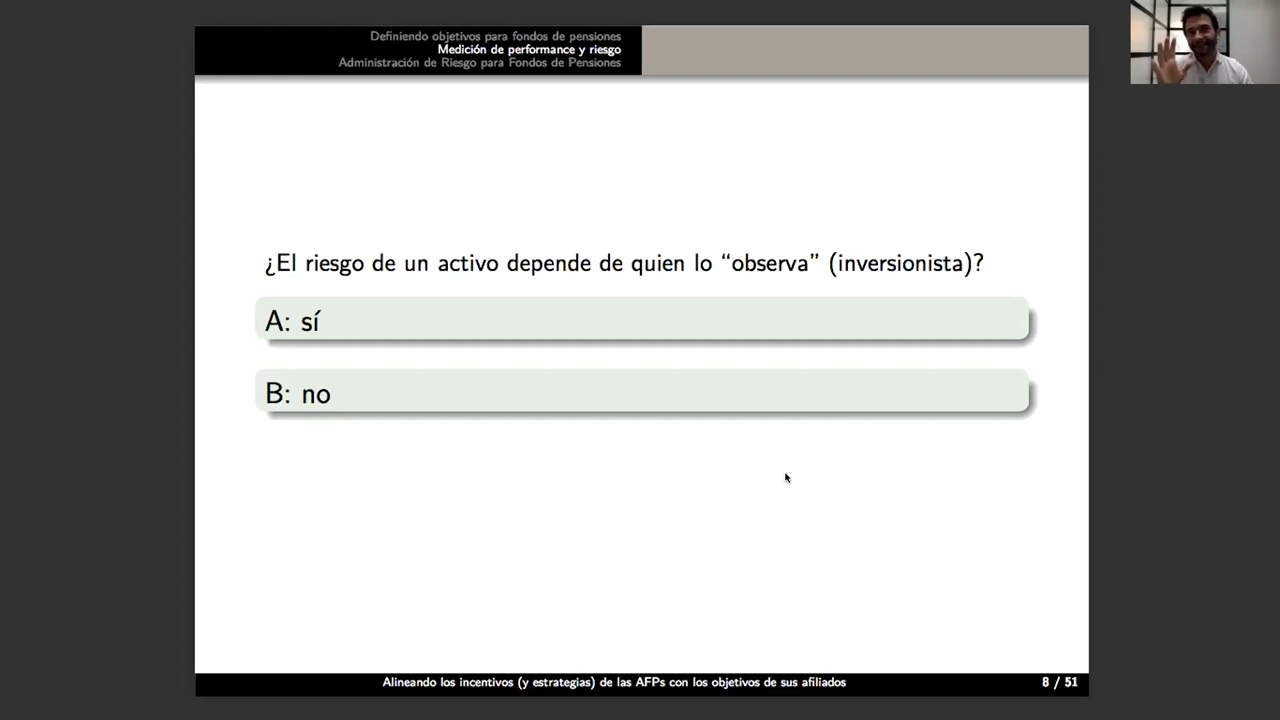 Definiendo objetivos para fondos de pensiones
Medición de performance y riesgo
Administración de Riesgo para Fondos de Pensiones
¿El riesgo de un activo depende de quien lo “observa” (inversionista)?
A: sí
B: no
Alineando los incentivos (y estrategias) de las AFPs con los objetivos de sus afiliados
8 / 51